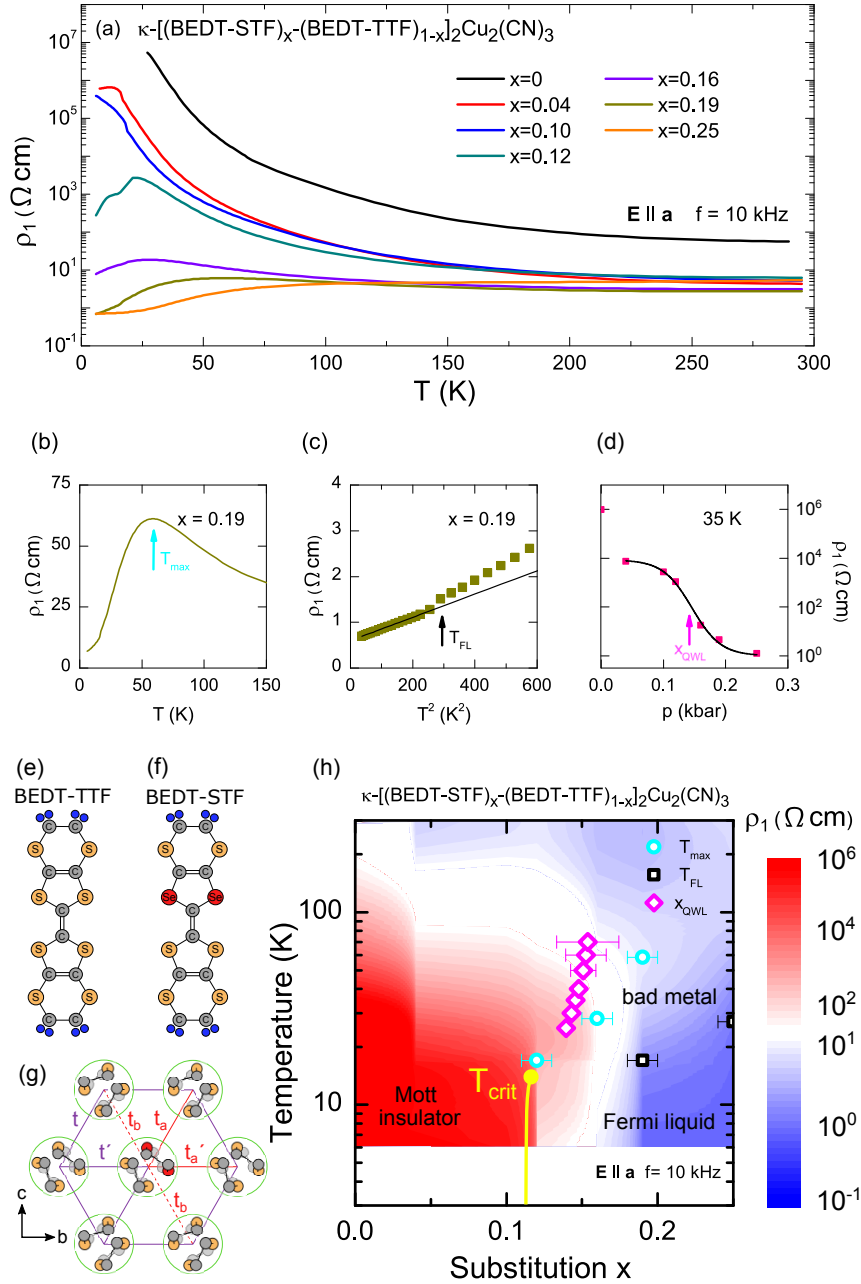 (a) κ-[(BEDT-STF)x-(BEDT-TTF)1-x]2Cu2(CN)3
x=0
x=0.04
x=0.10
x=0.12
x=0.16
x=0.19
x=0.25
E II a f = 10 kHz
10^7
10^5
10^3
10^1
10^-1
ρ1 (Ω cm)
0 50 100 150 200 250 300
T (K)
(b)
75
50
25
0
ρ1 (Ω cm)
x = 0.19
Tmax
0 50 100 150
T (K)
(c)
4
3
2
1
0
ρ1 (Ω cm)
x = 0.19
TFL
0 200 400 600
T² (K²)
(d)
35 K
xQWL
10^6
10^4
10^2
10^0
ρ1 (Ω cm)
0.0 0.1 0.2 0.3
p (kbar)
(e)
BEDT-TTF
C C
S S
C C
S S
C
C
S S
C C
S S
C C
(f)
BEDT-STF
C C
S S
C C
Se Se
C
C
S S
C C
S S
C C
(g)
t tb ta
t´ ta´
tb
c
b
(h)
κ-[(BEDT-STF)x-(BEDT-TTF)1-x]2Cu2(CN)3
Tmax
TFL
xQWL
bad metal
Tcrit
Mott
insulator
Fermi liquid
E II a f= 10 kHz
100
10
Temperature (K)
0.0 0.1 0.2
Substitution x
ρ1 (Ω cm)
10^6
10^4
10^2
10^1
10^0
10^-1